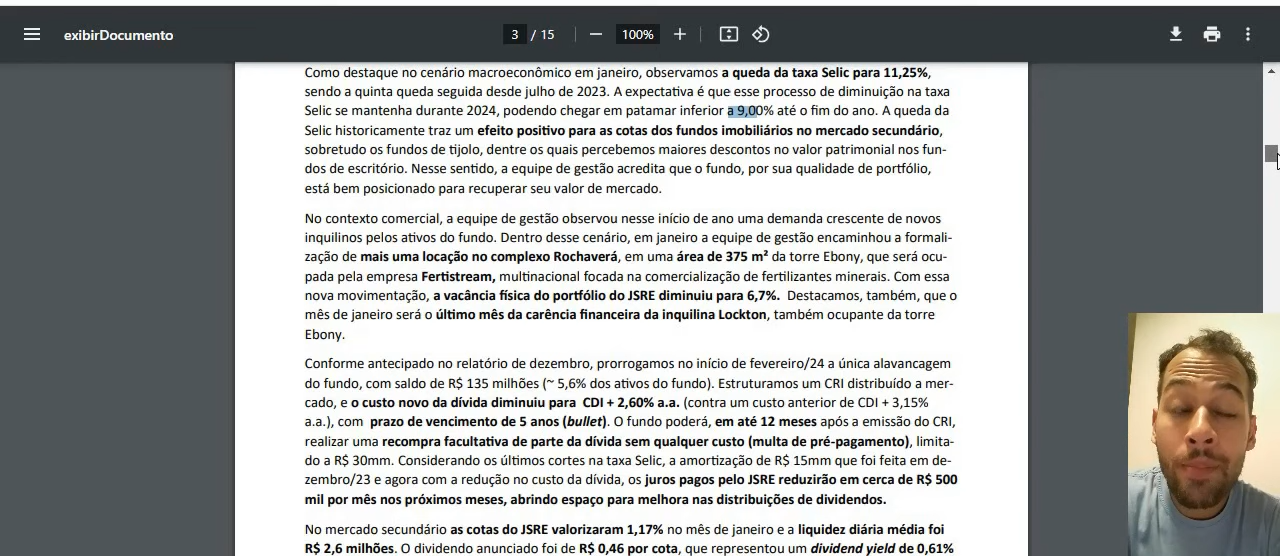 exibirDocumento
3 / 15
100%
Como destaque no cenário macroeconômico em janeiro, observamos a queda da taxa Selic para 11,25%,
sendo a quinta queda seguida desde julho de 2023. A expectativa é que esse processo de diminuição na taxa
Selic se mantenha durante 2024, podendo chegar em patamar inferior a 9,00% até o fim do ano. A queda da
Selic historicamente traz um efeito positivo para as cotas dos fundos imobiliários no mercado secundário,
sobretudo os fundos de tijolo, dentre os quais percebemos maiores descontos no valor patrimonial nos fun-
dos de escritório. Nesse sentido, a equipe de gestão acredita que o fundo, por sua qualidade de portfólio,
está bem posicionado para recuperar seu valor de mercado.
No contexto comercial, a equipe de gestão observou nesse início de ano uma demanda crescente de novos
inquilinos pelos ativos do fundo. Dentro desse cenário, em janeiro a equipe de gestão encaminhou a formali-
zação de mais uma locação no complexo Rochaverá, em uma área de 375 m² da torre Ebony, que será ocu-
pada pela empresa Fertistream, multinacional focada na comercialização de fertilizantes minerais. Com essa
nova movimentação, a vacância física do portfólio do JSRE diminuiu para 6,7%. Destacamos, também, que o
mês de janeiro será o último mês da carência financeira da inquilina Lockton, também ocupante da torre
Ebony.
Conforme antecipado no relatório de dezembro, prorrogamos no início de fevereiro/24 a única alavancagem
do fundo, com saldo de R$ 135 milhões (~ 5,6% dos ativos do fundo). Estruturamos um CRI distribuído a mer-
cado, e o custo novo da dívida diminuiu para CDI + 2,60% a.a. (contra um custo anterior de CDI + 3,15%
a.a.), com prazo de vencimento de 5 anos (bullet). O fundo poderá, em até 12 meses após a emissão do CRI,
realizar uma recompra facultativa de parte da dívida sem qualquer custo (multa de pré-pagamento), limita-
do a R$ 30mm. Considerando os últimos cortes na taxa Selic, a amortização de R$ 15mm que foi feita em de-
zembro/23 e agora com a redução no custo da dívida, os juros pagos pelo JSRE reduzirão em cerca de R$ 500
mil por mês nos próximos meses, abrindo espaço para melhora nas distribuições de dividendos.
No mercado secundário as cotas do JSRE valorizaram 1,17% no mês de janeiro e a liquidez diária média foi
R$ 2,6 milhões. O dividendo anunciado foi de R$ 0,46 por cota, que representou um dividend yield de 0,61%